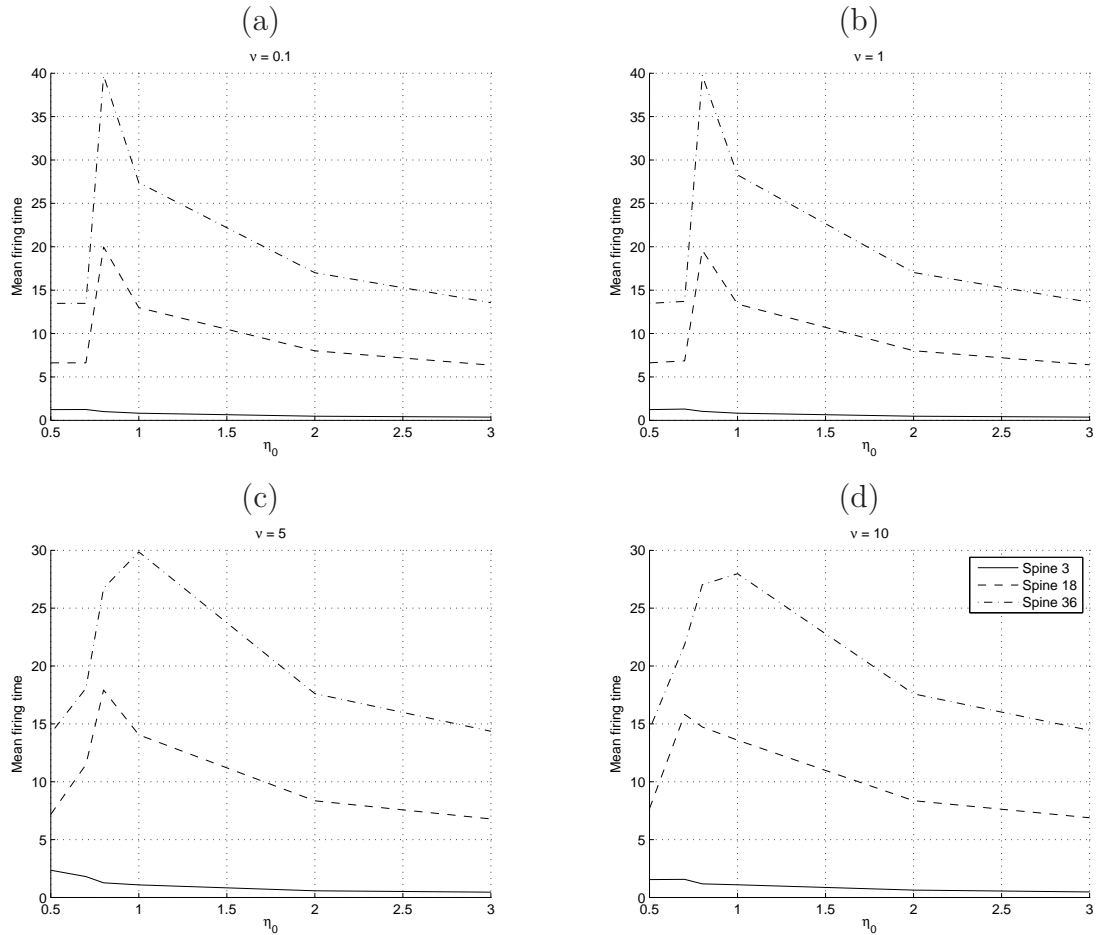 (a)
ν = 0.1
Mean firing time
40
35
30
25
20
15
10
5
0
0.5 1 1.5 2 2.5 3
η0
(b)
ν = 1
Mean firing time
40
35
30
25
20
15
10
5
0
0.5 1 1.5 2 2.5 3
η0
(c)
ν = 5
Mean firing time
30
25
20
15
10
5
0
0.5 1 1.5 2 2.5 3
η0
(d)
ν = 10
Mean firing time
30
25
20
15
10
5
0
0.5 1 1.5 2 2.5 3
η0
Spine 3
Spine 18
Spine 36